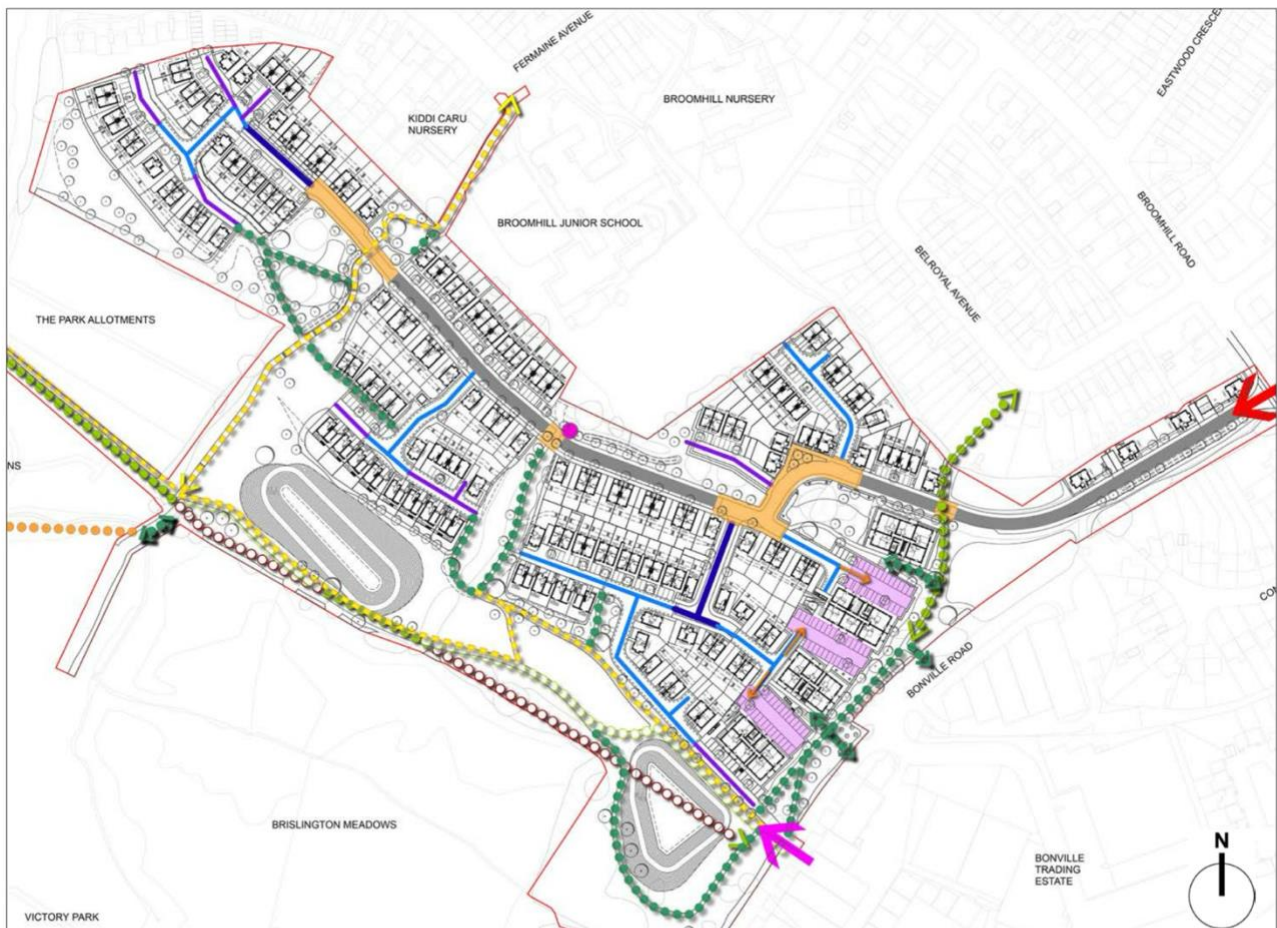 FERMAINE AVENUE
EASTWOOD CRESCE
KIDDI CARU
NURSERY
BROOMHILL NURSERY
BROOMHILL JUNIOR SCHOOL
BROOMHILL ROAD
BELROYAL AVENUE
THE PARK ALLOTMENTS
NS
CO
BONVILLE ROAD
BRISLINGTON MEADOWS
BONVILLE
TRADING
ESTATE
N
VICTORY PARK